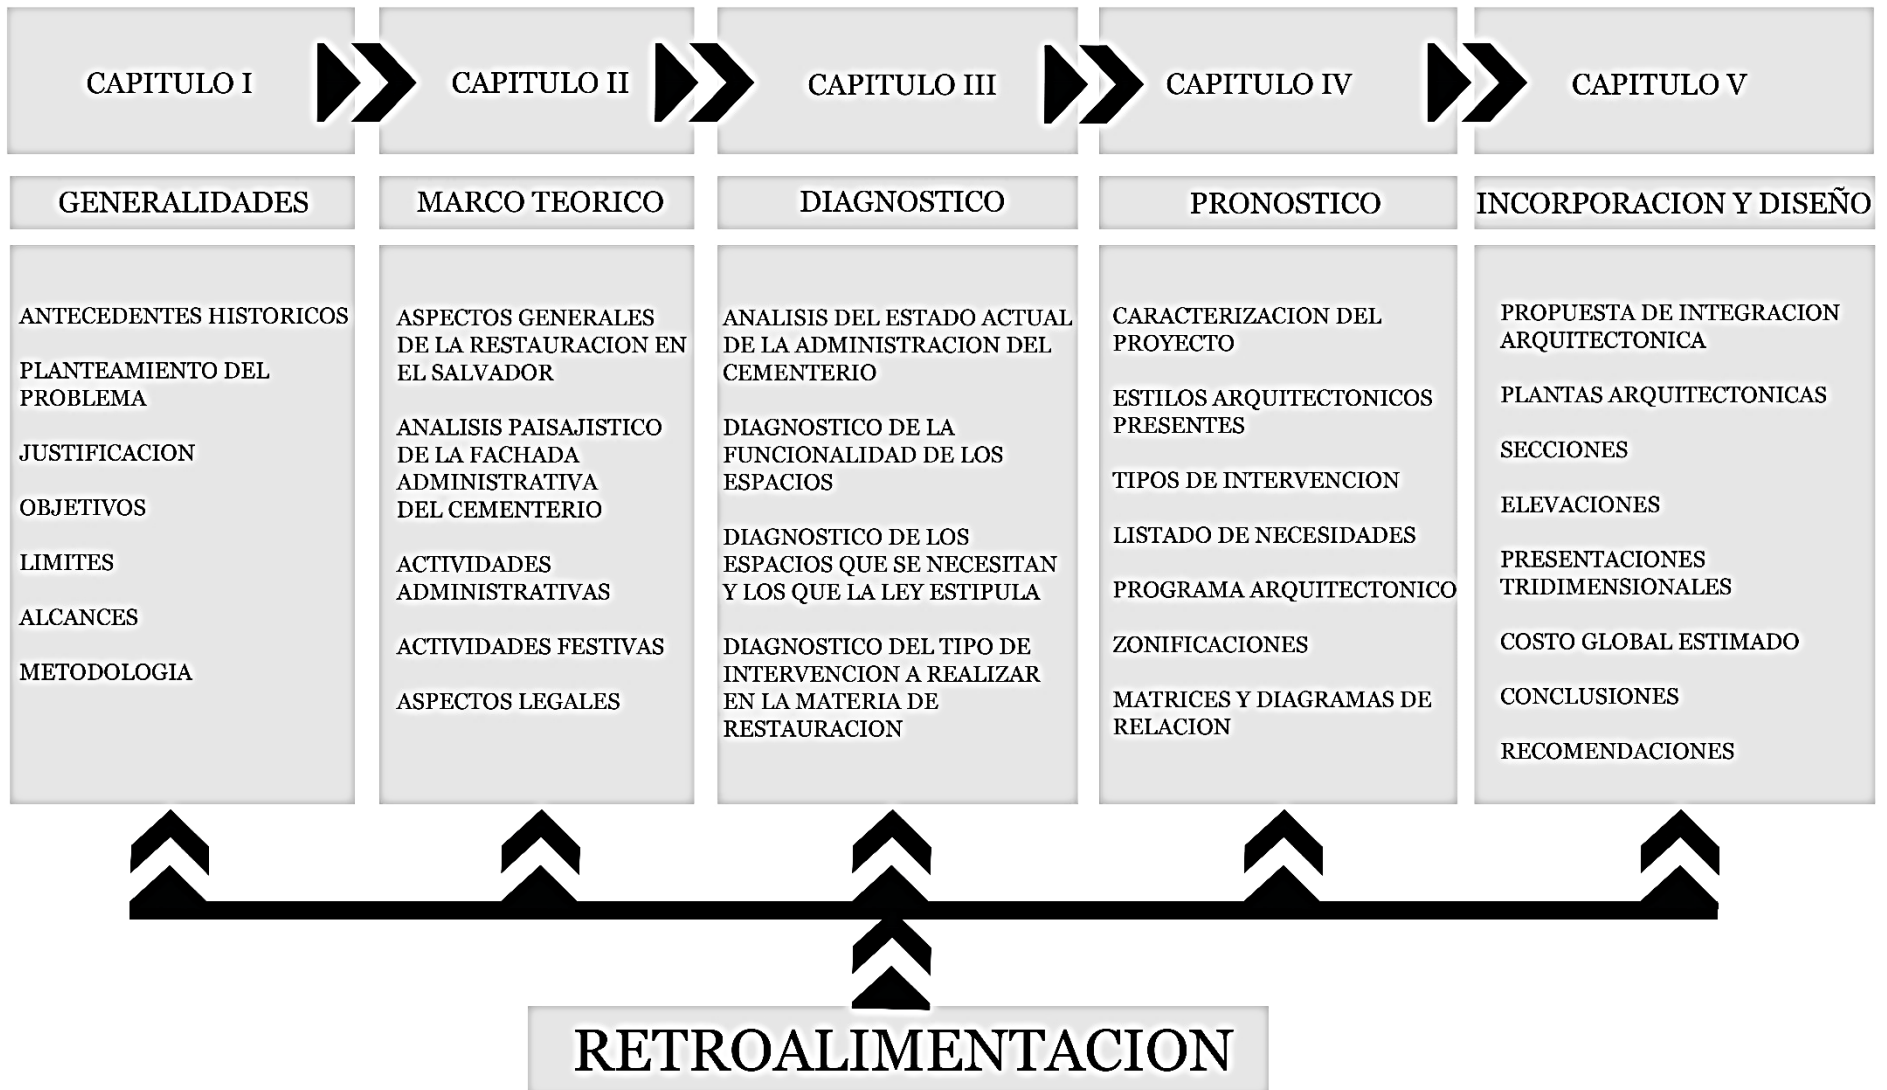 CAPITULO I
CAPITULO II
CAPITULO III
CAPITULO IV
CAPITULO V
GENERALIDADES
MARCO TEORICO
DIAGNOSTICO
PRONOSTICO
INCORPORACION Y DISEÑO
ANTECEDENTES HISTORICOS
PLANTEAMIENTO DEL
PROBLEMA
JUSTIFICACION
OBJETIVOS
LIMITES
ALCANCES
METODOLOGIA
ASPECTOS GENERALES
DE LA RESTAURACION EN
EL SALVADOR
ANALISIS PAISAJISTICO
DE LA FACHADA
ADMINISTRATIVA
DEL CEMENTERIO
ACTIVIDADES
ADMINISTRATIVAS
ACTIVIDADES FESTIVAS
ASPECTOS LEGALES
ANALISIS DEL ESTADO ACTUAL
DE LA ADMINISTRACION DEL
CEMENTERIO
DIAGNOSTICO DE LA
FUNCIONALIDAD DE LOS
ESPACIOS
DIAGNOSTICO DE LOS
ESPACIOS QUE SE NECESITAN
Y LOS QUE LA LEY ESTIPULA
DIAGNOSTICO DEL TIPO DE
INTERVENCION A REALIZAR
EN LA MATERIA DE
RESTAURACION
CARACTERIZACION DEL
PROYECTO
ESTILOS ARQUITECTONICOS
PRESENTES
TIPOS DE INTERVENCION
LISTADO DE NECESIDADES
PROGRAMA ARQUITECTONICO
ZONIFICACIONES
MATRICES Y DIAGRAMAS DE
RELACION
PROPUESTA DE INTEGRACION
ARQUITECTONICA
PLANTAS ARQUITECTONICAS
SECCIONES
ELEVACIONES
PRESENTACIONES
TRIDIMENSIONALES
COSTO GLOBAL ESTIMADO
CONCLUSIONES
RECOMENDACIONES
RETROALIMENTACION